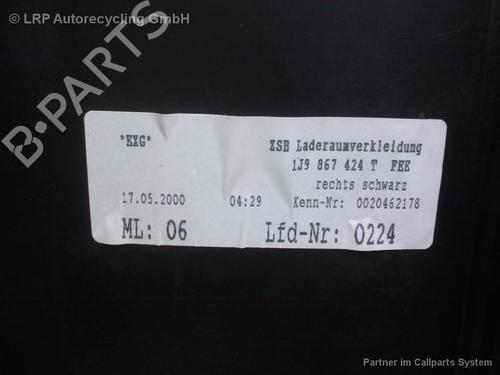 © LRP Autorecycling GmbH
B-PARTS
*EXG*
ZSB Laderaumverkleidung
1J9 867 424 T FKK
rechts schwarz
17.05.2000 04:29 Kenn-Nr: 0020462178
ML: 06 Lfd-Nr: 0224
Partner im Callparts System